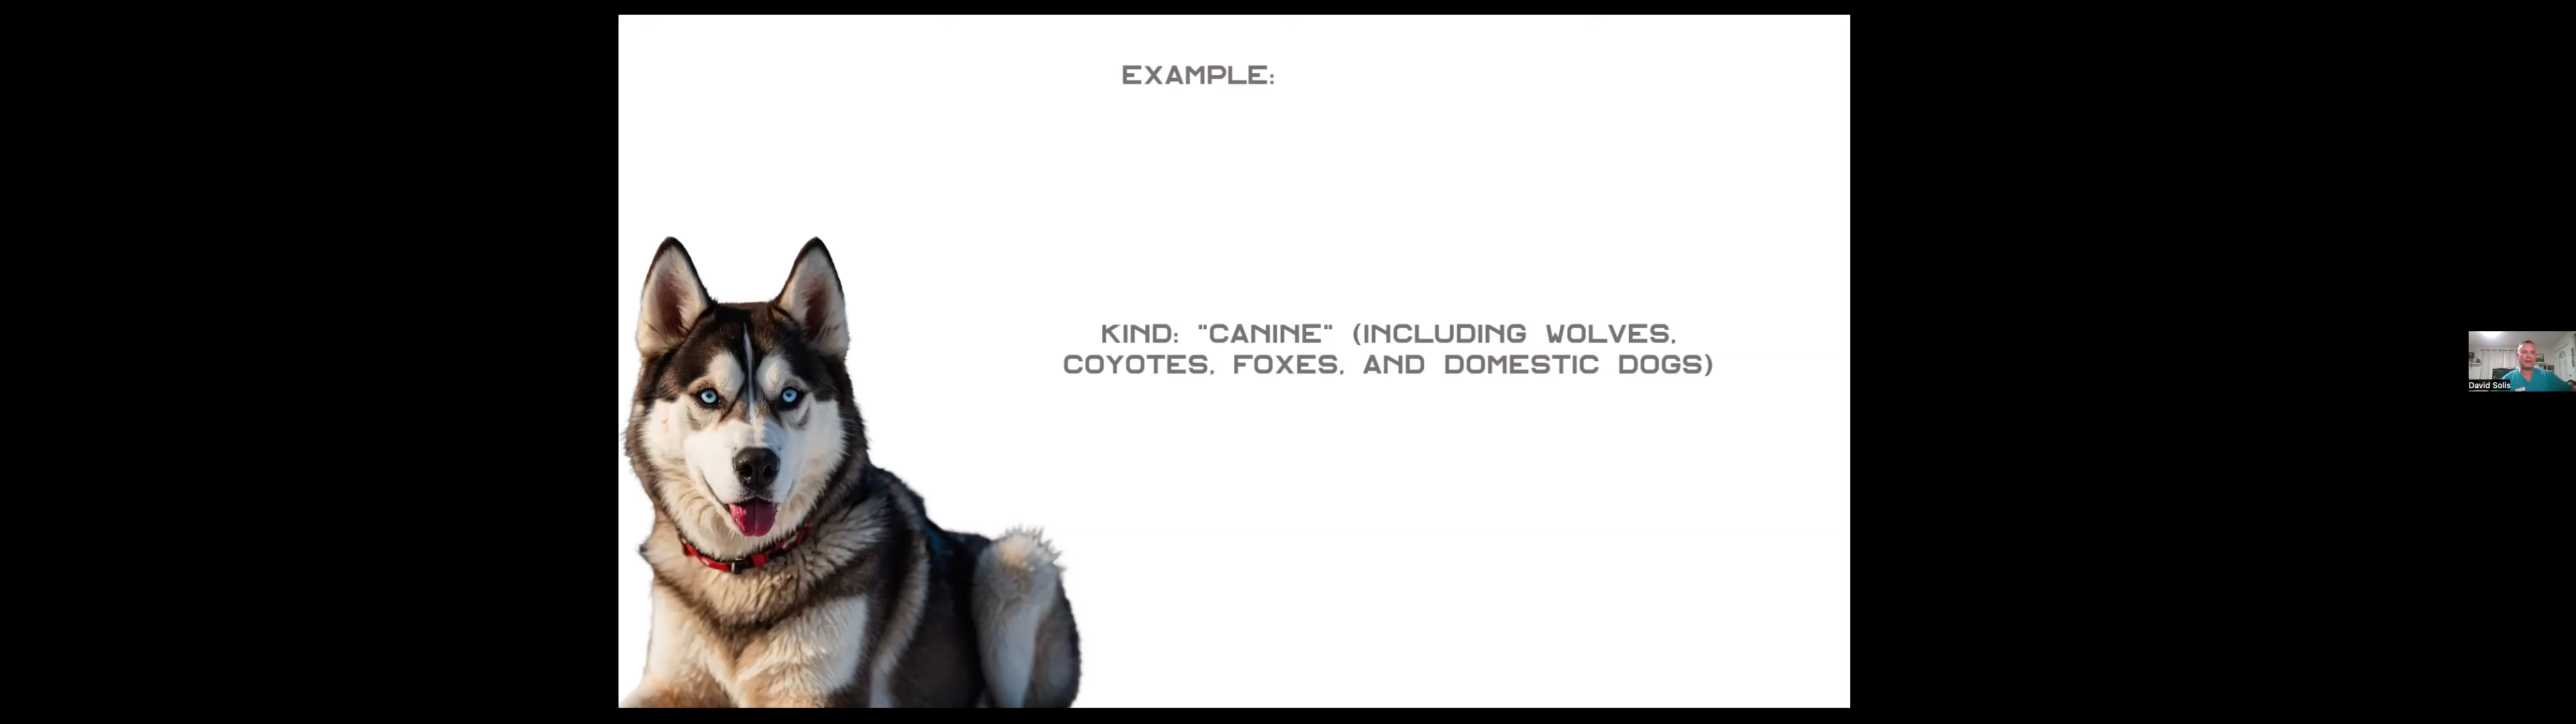 EXAMPLE:
KIND: "CANINE" (INCLUDING WOLVES,
COYOTES, FOXES, AND DOMESTIC DOGS)
David Solis